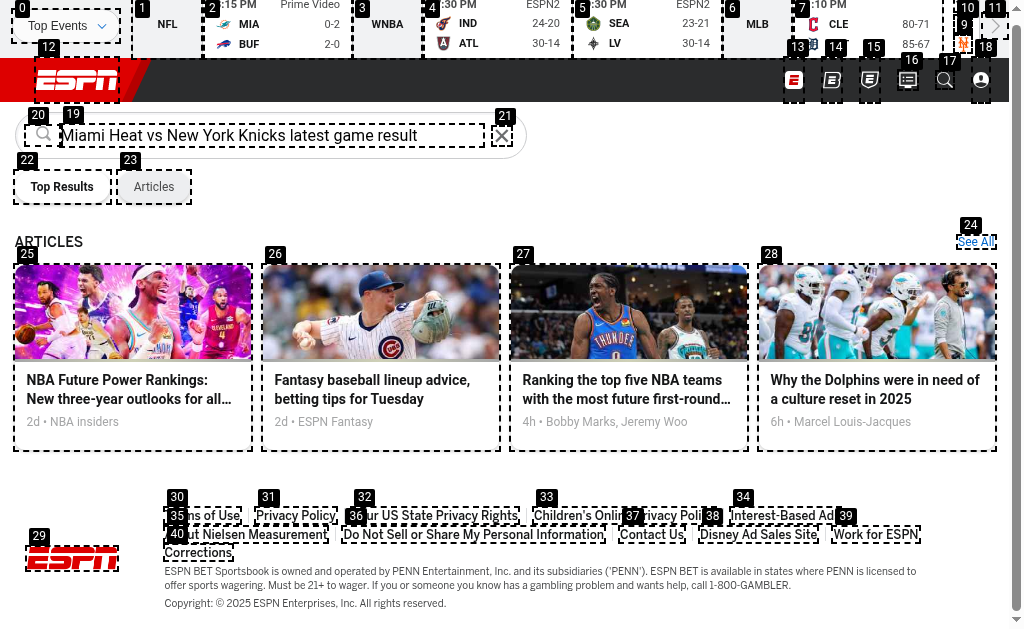 0
1
2
3
4
5
6
7
10
11
Top Events
NFL
:15 PM Prime Video
MIA 0-2
BUF 2-0
WNBA
:30 PM ESPN2
IND 24-20
ATL 30-14
:30 PM ESPN2
SEA 23-21
LV 30-14
MLB
:10 PM
CLE 80-71
85-67
9
12
13
14
15
16
17
18
ESPN
20
19
21
Miami Heat vs New York Knicks latest game result
22
23
Top Results
Articles
24
ARTICLES
See All
25
26
27
28
NBA Future Power Rankings:
New three-year outlooks for all…
2d • NBA insiders
Fantasy baseball lineup advice,
betting tips for Tuesday
2d • ESPN Fantasy
THUNDER
Ranking the top five NBA teams
with the most future first-round…
4h • Bobby Marks, Jeremy Woo
Why the Dolphins were in need of
a culture reset in 2025
6h • Marcel Louis-Jacques
30
31
32
33
34
ms of Use
Privacy Policy
ur US State Privacy Rights
Children's Onlin
rivacy Poli
Interest-Based Ad
35
36
37
38
39
ut Nielsen Measurement
Do Not Sell or Share My Personal Information
Contact Us
Disney Ad Sales Site
Work for ESPN
40
29
ESPN
Corrections
ESPN BET Sportsbook is owned and operated by PENN Entertainment, Inc. and its subsidiaries ('PENN'). ESPN BET is available in states where PENN is licensed to
offer sports wagering. Must be 21+ to wager. If you or someone you know has a gambling problem and wants help, call 1-800-GAMBLER.
Copyright: © 2025 ESPN Enterprises, Inc. All rights reserved.